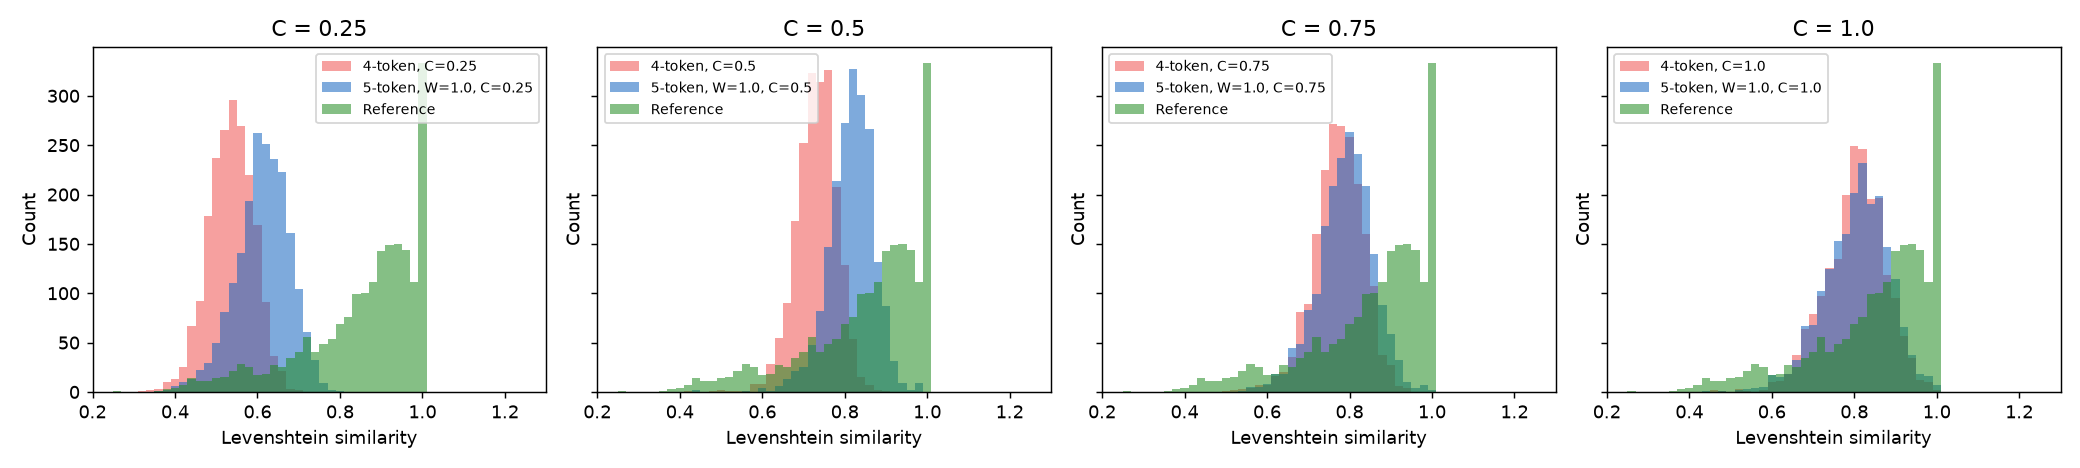 C = 0.25
4-token, C=0.25
5-token, W=1.0, C=0.25
Reference
Count
300
250
200
150
100
50
0
0.2 0.4 0.6 0.8 1.0 1.2
Levenshtein similarity
C = 0.5
4-token, C=0.5
5-token, W=1.0, C=0.5
Reference
Count
0.2 0.4 0.6 0.8 1.0 1.2
Levenshtein similarity
C = 0.75
4-token, C=0.75
5-token, W=1.0, C=0.75
Reference
Count
0.2 0.4 0.6 0.8 1.0 1.2
Levenshtein similarity
C = 1.0
4-token, C=1.0
5-token, W=1.0, C=1.0
Reference
Count
0.2 0.4 0.6 0.8 1.0 1.2
Levenshtein similarity